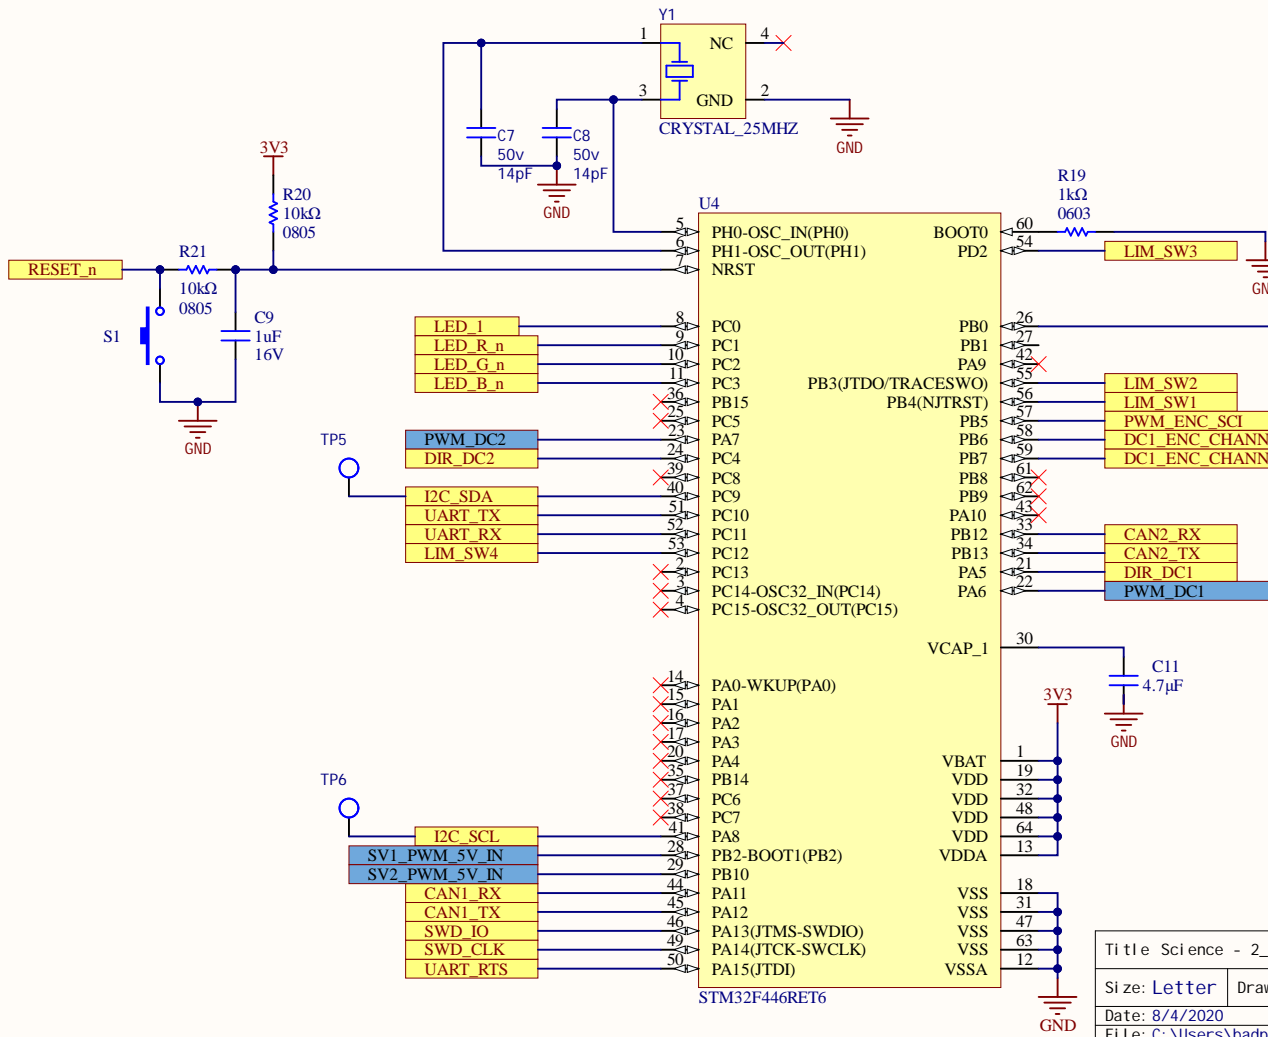 Y1
1
NC
4
3
GND
2
CRYSTAL_25MHZ
GND
C7
50v
14pF
C8
50v
14pF
GND
3V3
R20
10kΩ
0805
RESET_n
R21
10kΩ
0805
S1
C9
1uF
16V
GND
U4
5 PH0-OSC_IN(PH0)
6 PH1-OSC_OUT(PH1)
7 NRST
LED_1 8 PC0
LED_R_n 9 PC1
LED_G_n 10 PC2
LED_B_n 11 PC3
36 PB15
25 PC5
PWM_DC2 23 PA7
DIR_DC2 24 PC4
39 PC8
TP5
I2C_SDA 40 PC9
UART_TX 51 PC10
UART_RX 52 PC11
LIM_SW4 53 PC12
2 PC13
3 PC14-OSC32_IN(PC14)
4 PC15-OSC32_OUT(PC15)
14 PA0-WKUP(PA0)
15 PA1
16 PA2
17 PA3
20 PA4
35 PB14
37 PC6
38 PC7
TP6
I2C_SCL 41 PA8
SV1_PWM_5V_IN 28 PB2-BOOT1(PB2)
SV2_PWM_5V_IN 29 PB10
CAN1_RX 44 PA11
CAN1_TX 45 PA12
SWD_IO 46 PA13(JTMS-SWDIO)
SWD_CLK 49 PA14(JTCK-SWCLK)
UART_RTS 50 PA15(JTDI)
STM32F446RET6
R19
1kΩ
0603
BOOT0 60
PD2 54 LIM_SW3
PB0 26
PB1 27
PA9 42
PB3(JTDO/TRACESWO) 55 LIM_SW2
PB4(NJTRST) 56 LIM_SW1
PB5 57 PWM_ENC_SCI
PB6 58 DC1_ENC_CHANN
PB7 59 DC1_ENC_CHANN
PB8 61
PB9 62
PA10 43
PB12 33 CAN2_RX
PB13 34 CAN2_TX
PA5 21 DIR_DC1
PA6 22 PWM_DC1
VCAP_1 30
C11
4.7µF
GND
3V3
VBAT 1
VDD 19
VDD 32
VDD 48
VDD 64
VDDA 13
VSS 18
VSS 31
VSS 47
VSS 63
VSSA 12
GND
Title Science - 2_
Size: Letter Draw
Date: 8/4/2020
File: C:\Users\badp